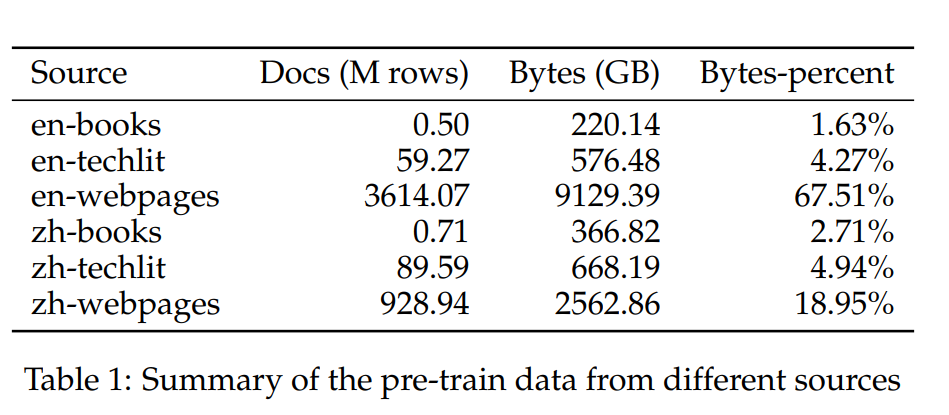 Source Docs (M rows) Bytes (GB) Bytes-percent
en-books 0.50 220.14 1.63%
en-techlit 59.27 576.48 4.27%
en-webpages 3614.07 9129.39 67.51%
zh-books 0.71 366.82 2.71%
zh-techlit 89.59 668.19 4.94%
zh-webpages 928.94 2562.86 18.95%
Table 1: Summary of the pre-train data from different sources